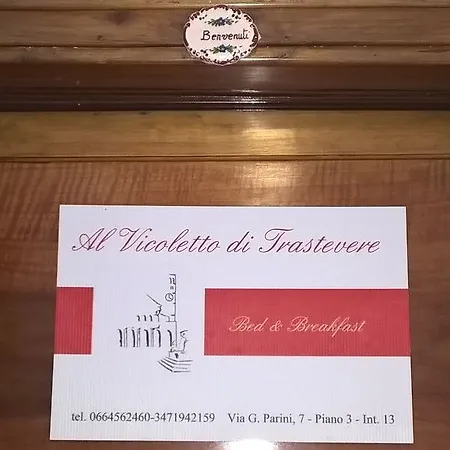 Benvenuti
Al Vicoletto di Trastevere
Bed & Breakfast
tel. 0664562460-3471942159 Via G. Parini, 7 - Piano 3 - Int. 13